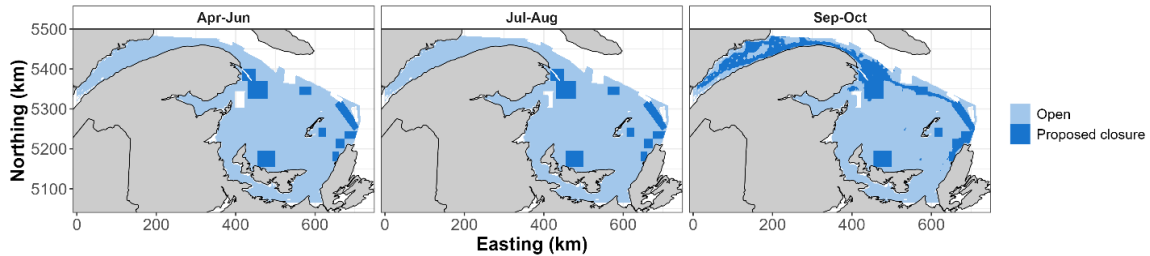 Apr-Jun Jul-Aug Sep-Oct
5500
5400
5300
5200
5100
Northing (km)
0 200 400 600 0 200 400 600 0 200 400 600
Easting (km)
Open
Proposed closure